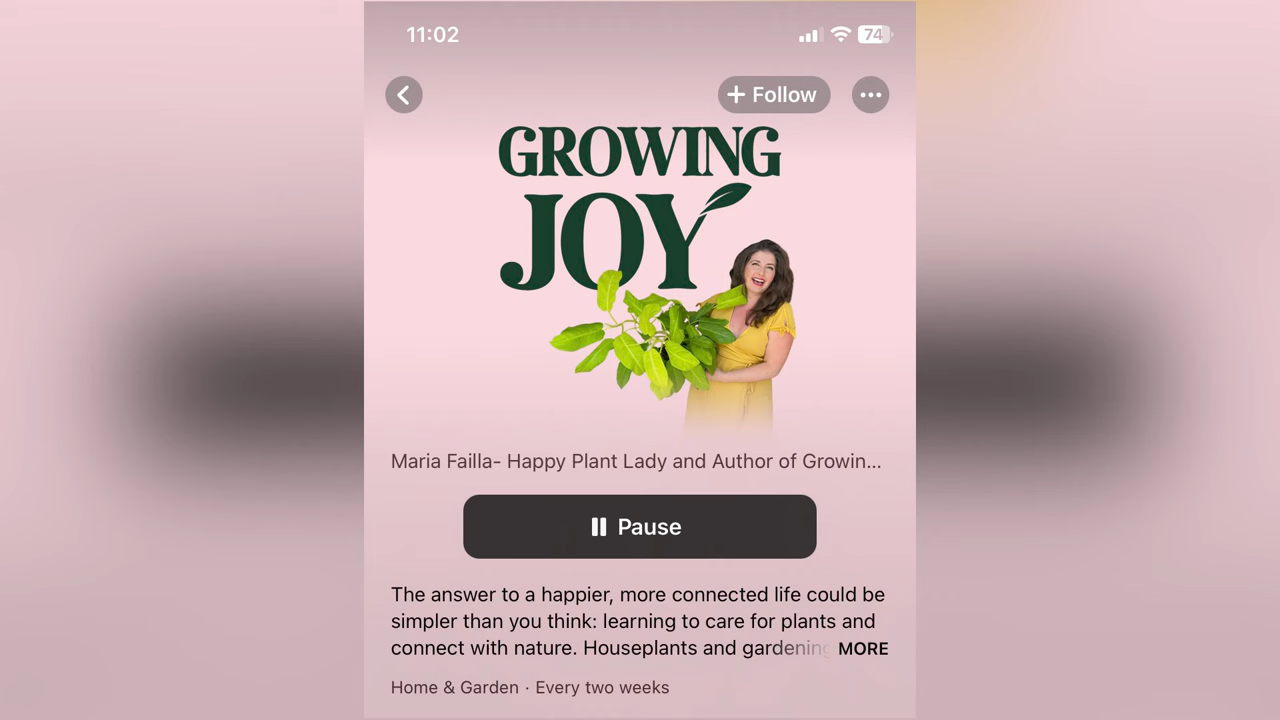 11:02
74
+ Follow
GROWING
JOY
Maria Failla- Happy Plant Lady and Author of Growin...
Pause
The answer to a happier, more connected life could be
simpler than you think: learning to care for plants and
connect with nature. Houseplants and gardening MORE
Home & Garden · Every two weeks